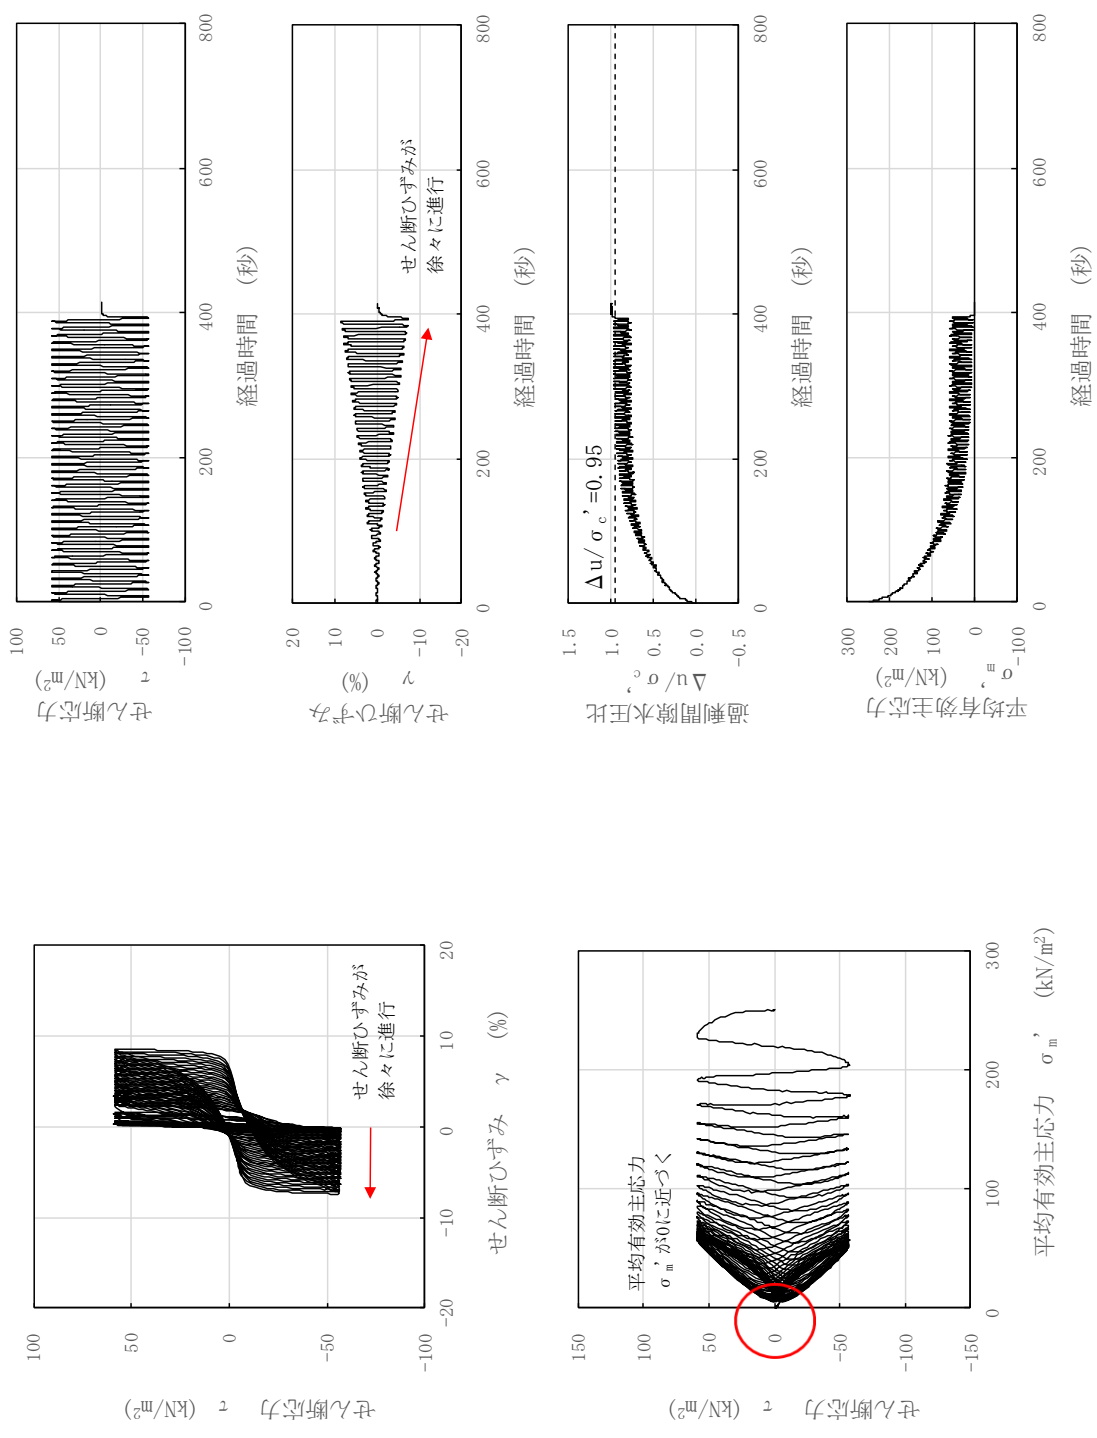 せん断応力
τ (kN/m²)
100
50
0
-50
-100
-20
-10
0
10
20
せん断ひずみ γ (%)
せん断ひずみが
徐々に進行
せん断応力
τ (kN/m²)
150
100
50
0
-50
-100
-150
0
100
200
300
平均有効主応力 σm' (kN/m²)
平均有効主応力
σm'が0に近づく
せん断応力
τ (kN/m²)
100
50
0
-50
-100
0
200
400
600
800
経過時間 (秒)
せん断ひずみ
γ (%)
20
10
0
-10
-20
0
200
400
600
800
経過時間 (秒)
せん断ひずみが
徐々に進行
過剰間隙水圧比
Δu/σc'
1.5
1.0
0.5
0.0
-0.5
0
200
400
600
800
経過時間 (秒)
Δu/σc'=0.95
平均有効主応力
σm' (kN/m²)
300
200
100
0
-100
0
200
400
600
800
経過時間 (秒)